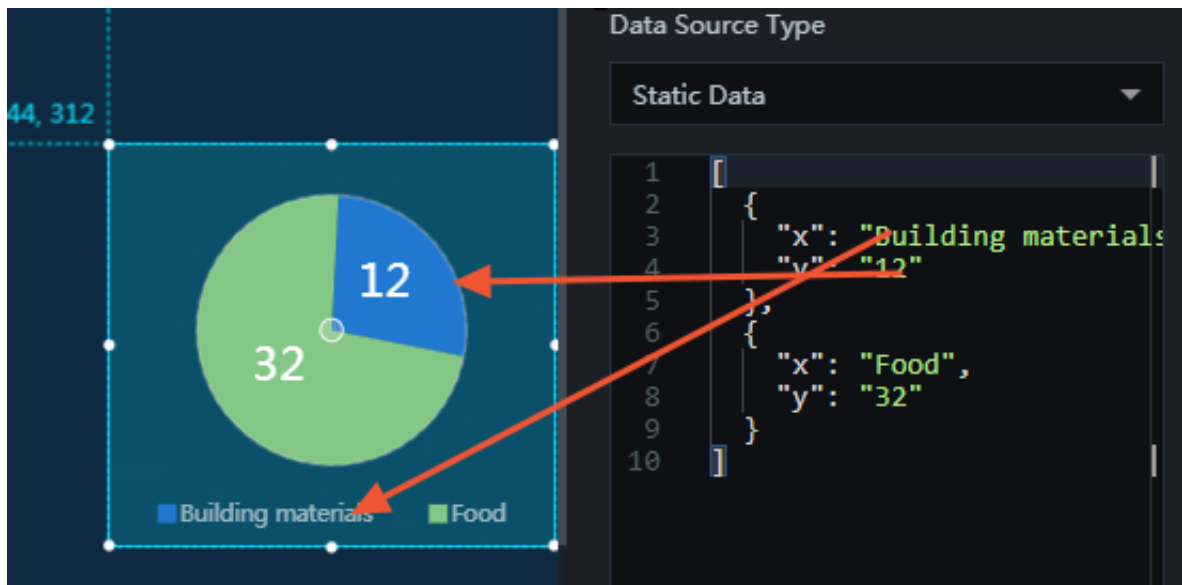 Data Source Type
Static Data
44, 312
12
32
Building materials
Food
1 [
2 {
3 "x": "Building materials
4 "y": "12"
5 },
6 {
7 "x": "Food",
8 "y": "32"
9 }
10 ]